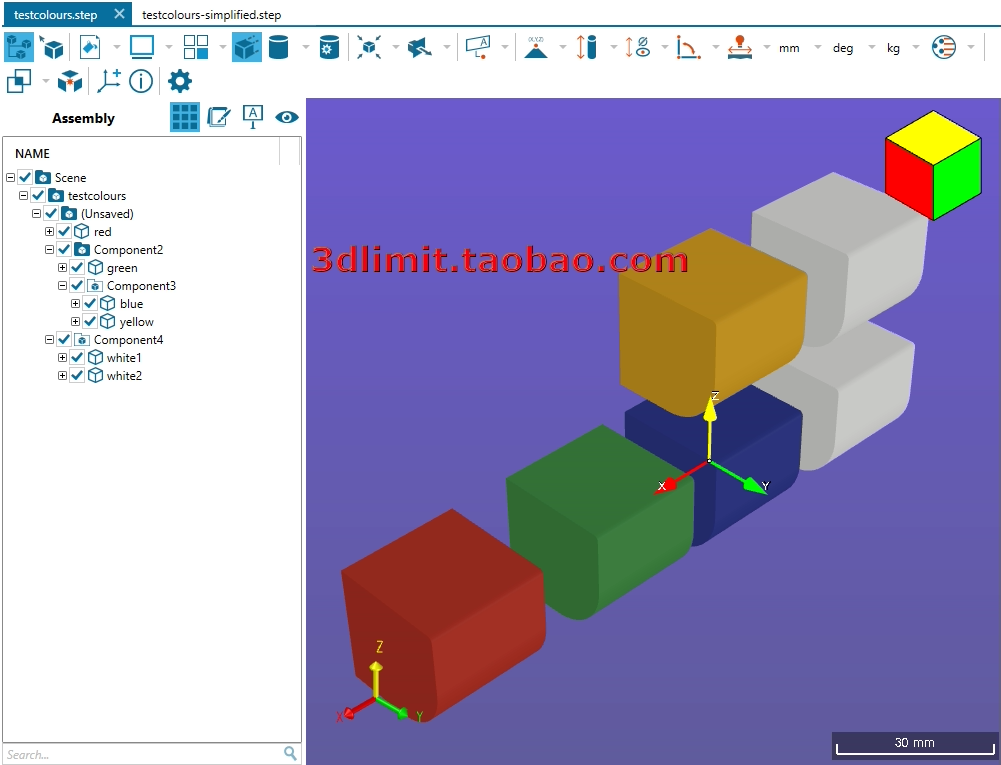 testcolours.step
testcolours-simplified.step
mm
deg
kg
Assembly
A
NAME
Scene
testcolours
(Unsaved)
red
Component2
green
Component3
blue
yellow
Component4
white1
white2
3dlimit.taobao.com
Z
X
Y
Z
X
Y
30 mm
Search...